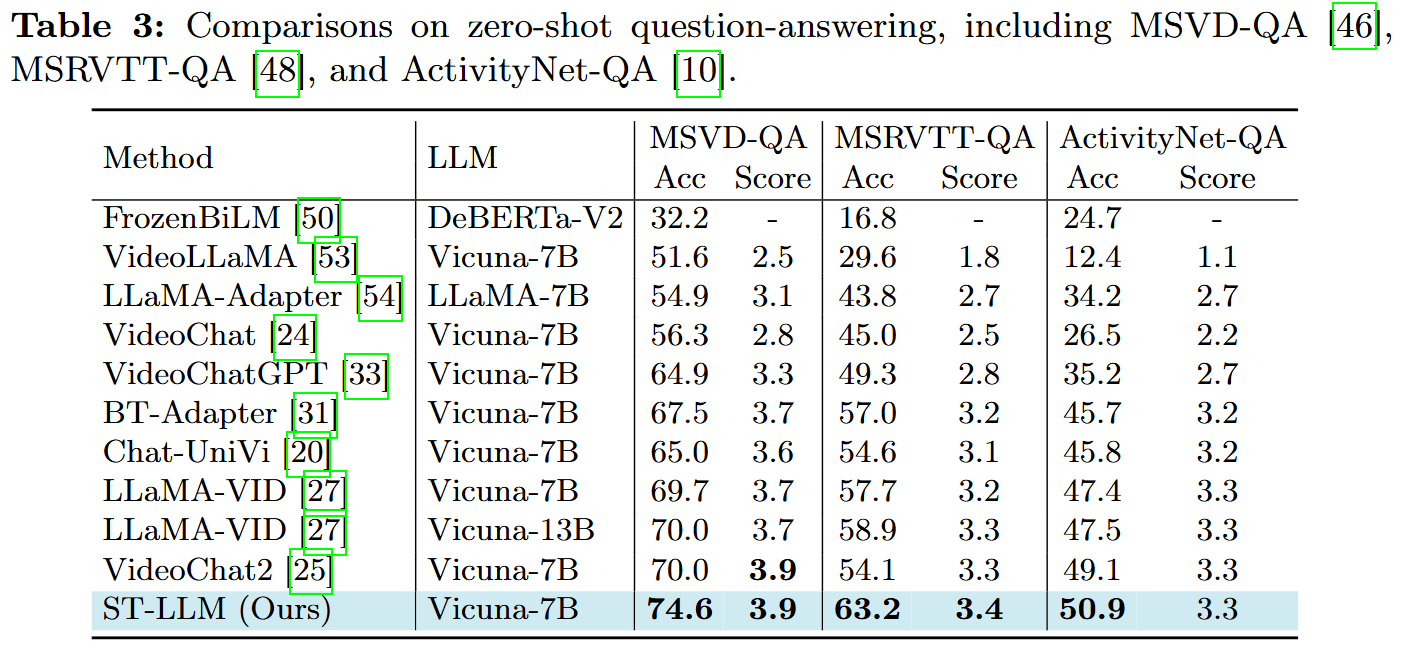 Table 3: Comparisons on zero-shot question-answering, including MSVD-QA [46],
MSRVTT-QA [48], and ActivityNet-QA [10].
Method LLM MSVD-QA MSRVTT-QA ActivityNet-QA
Acc Score Acc Score Acc Score
FrozenBiLM [50] DeBERTa-V2 32.2 - 16.8 - 24.7 -
VideoLLaMA [53] Vicuna-7B 51.6 2.5 29.6 1.8 12.4 1.1
LLaMA-Adapter [54] LLaMA-7B 54.9 3.1 43.8 2.7 34.2 2.7
VideoChat [24] Vicuna-7B 56.3 2.8 45.0 2.5 26.5 2.2
VideoChatGPT [33] Vicuna-7B 64.9 3.3 49.3 2.8 35.2 2.7
BT-Adapter [31] Vicuna-7B 67.5 3.7 57.0 3.2 45.7 3.2
Chat-UniVi [20] Vicuna-7B 65.0 3.6 54.6 3.1 45.8 3.2
LLaMA-VID [27] Vicuna-7B 69.7 3.7 57.7 3.2 47.4 3.3
LLaMA-VID [27] Vicuna-13B 70.0 3.7 58.9 3.3 47.5 3.3
VideoChat2 [25] Vicuna-7B 70.0 3.9 54.1 3.3 49.1 3.3
ST-LLM (Ours) Vicuna-7B 74.6 3.9 63.2 3.4 50.9 3.3